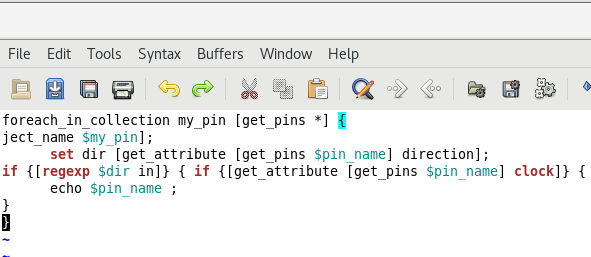 File Edit Tools Syntax Buffers Window Help
foreach_in_collection my_pin [get_pins *] {
ject_name $my_pin];
set dir [get_attribute [get_pins $pin_name] direction];
if {[regexp $dir in]} { if {[get_attribute [get_pins $pin_name] clock]} {
echo $pin_name ;
}
}
~
~